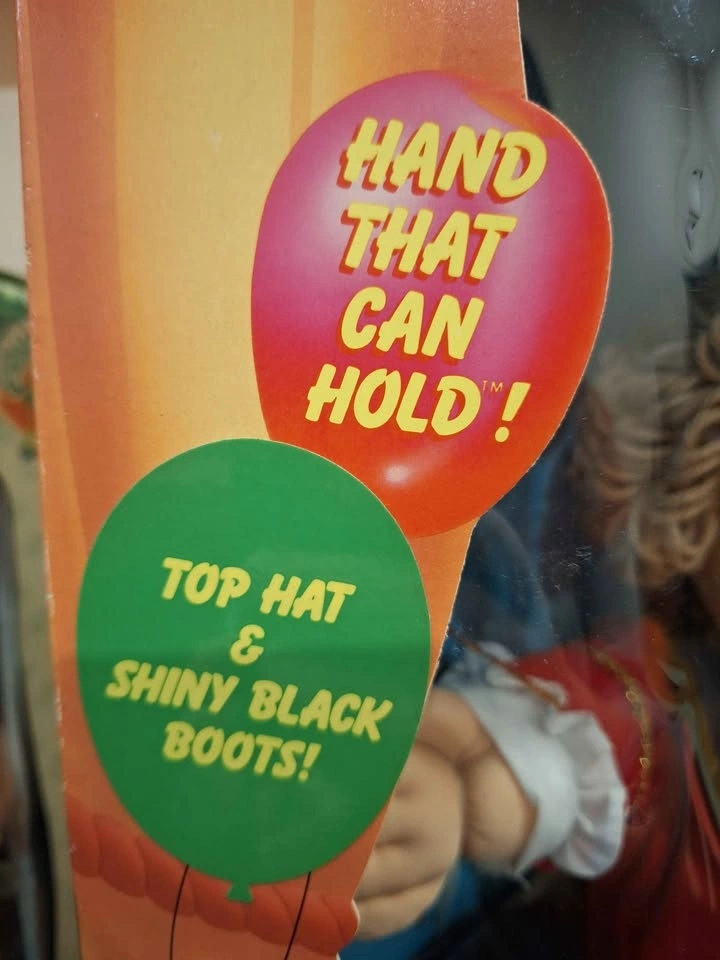 HAND
THAT
CAN
HOLD™!
TOP HAT
&
SHINY BLACK
BOOTS!